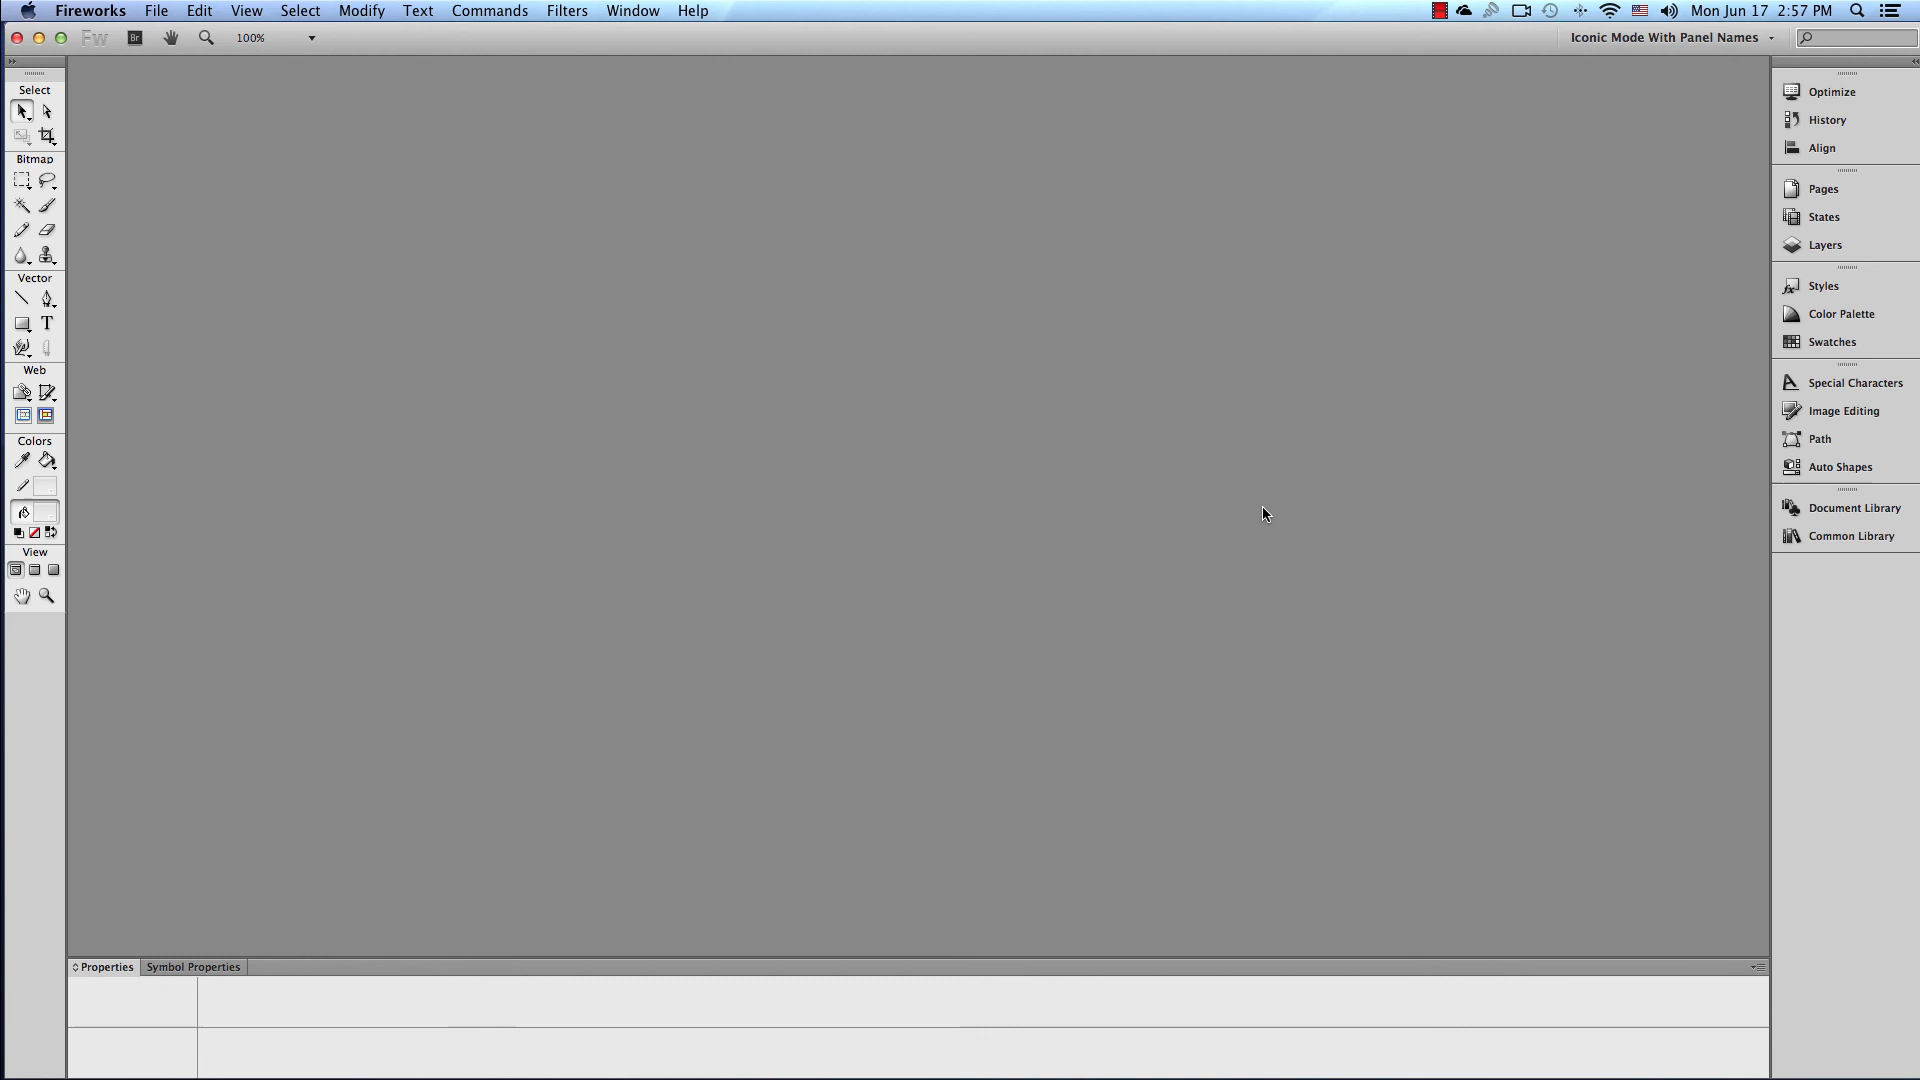 Fireworks File Edit View Select Modify Text Commands Filters Window Help Mon Jun 17 2:57 PM
Fw Br 100% Iconic Mode With Panel Names
Select
Bitmap
Vector
T
Web
Colors
View
Optimize
History
Align
Pages
States
Layers
Styles
Color Palette
Swatches
Special Characters
Image Editing
Path
Auto Shapes
Document Library
Common Library
Properties Symbol Properties